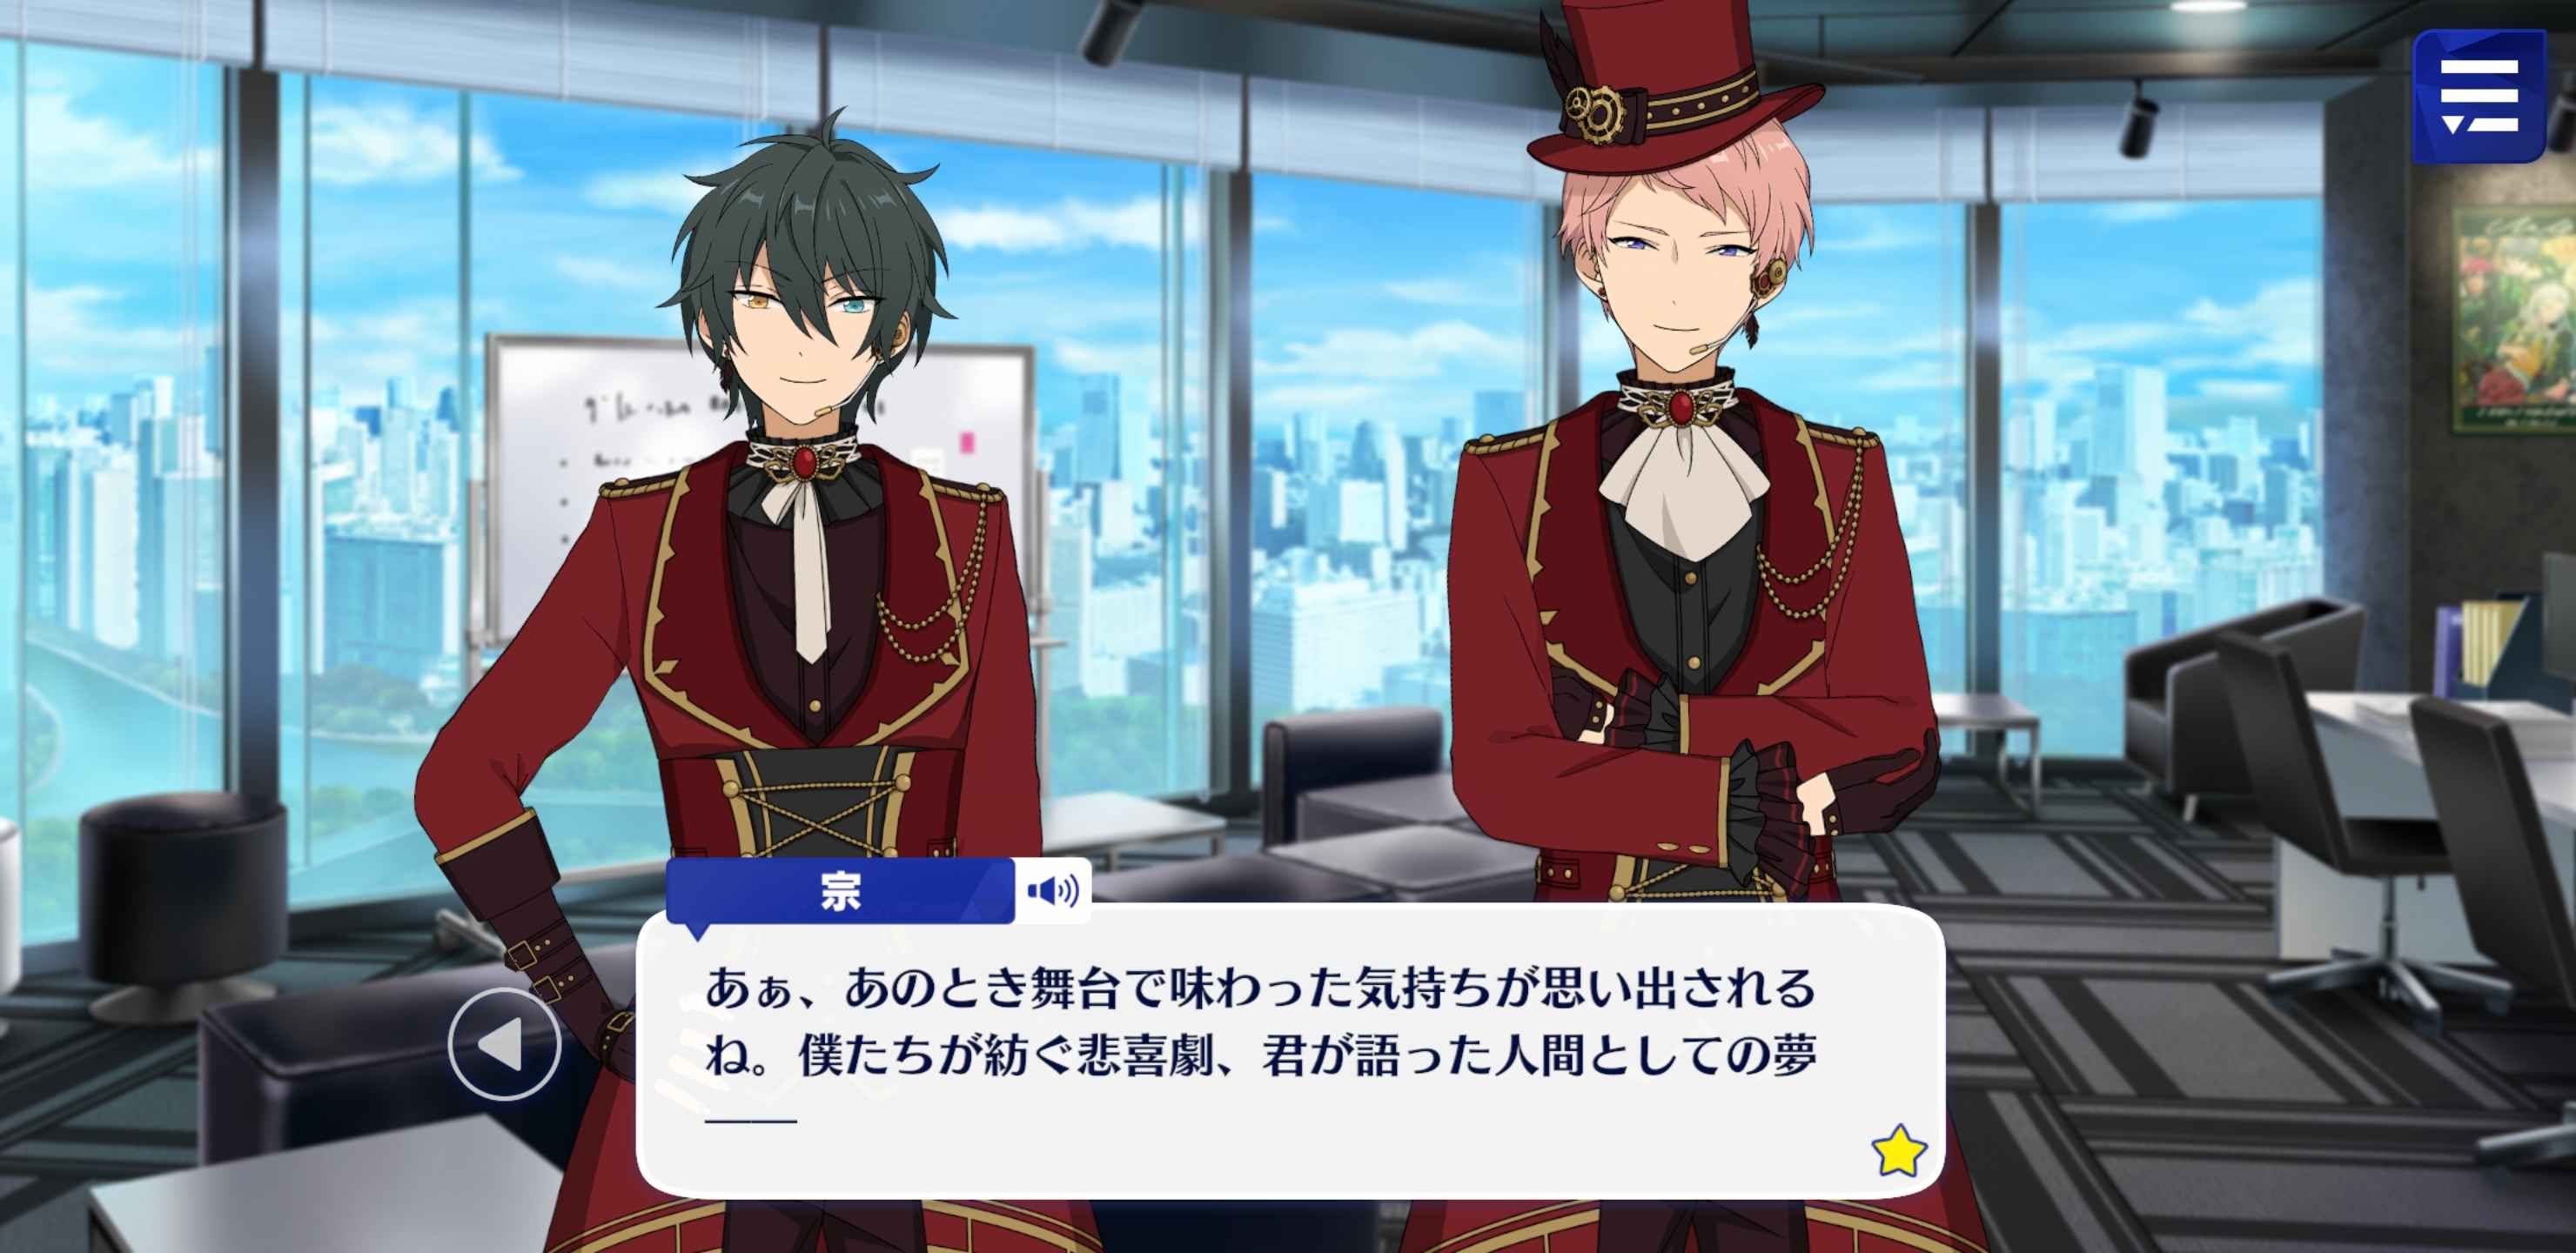 宗
あぁ、あのとき舞台で味わった気持ちが思い出される
ね。僕たちが紡ぐ悲喜劇、君が語った人間としての夢
――